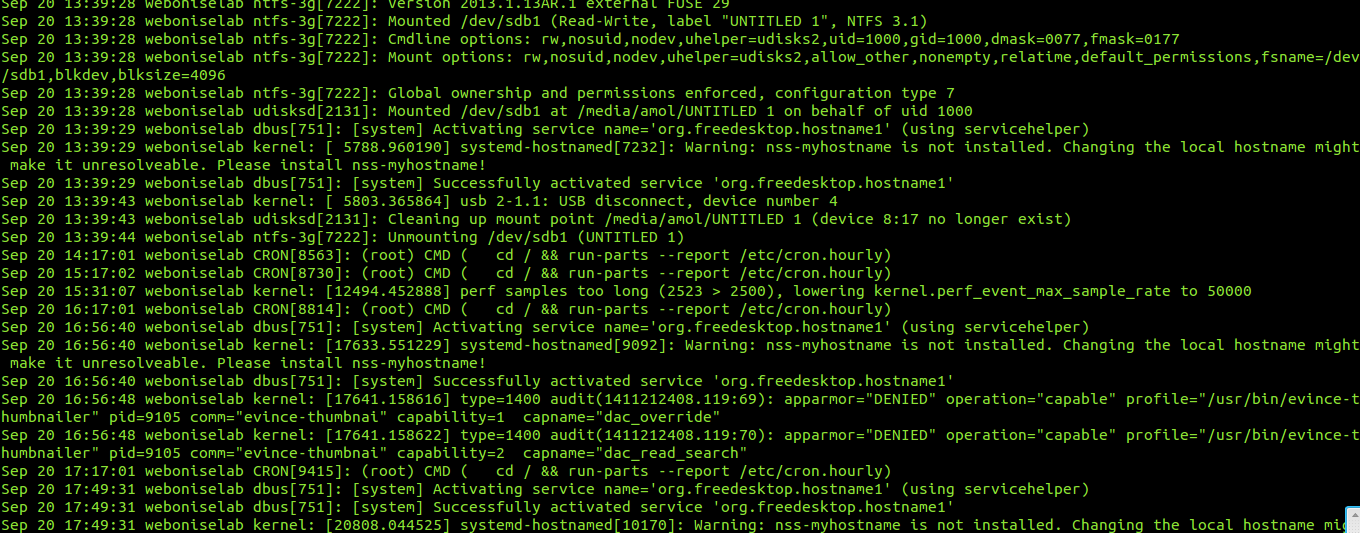 Sep 20 13:39:28 weboniselab ntfs-3g[7222]: Version 2013.1.13AR.1 external FUSE 29
Sep 20 13:39:28 weboniselab ntfs-3g[7222]: Mounted /dev/sdb1 (Read-Write, label "UNTITLED 1", NTFS 3.1)
Sep 20 13:39:28 weboniselab ntfs-3g[7222]: Cmdline options: rw,nosuid,nodev,uhelper=udisks2,uid=1000,gid=1000,dmask=0077,fmask=0177
Sep 20 13:39:28 weboniselab ntfs-3g[7222]: Mount options: rw,nosuid,nodev,uhelper=udisks2,allow_other,nonempty,relatime,default_permissions,fsname=/dev
/sdb1,blkdev,blksize=4096
Sep 20 13:39:28 weboniselab ntfs-3g[7222]: Global ownership and permissions enforced, configuration type 7
Sep 20 13:39:28 weboniselab udisksd[2131]: Mounted /dev/sdb1 at /media/amol/UNTITLED 1 on behalf of uid 1000
Sep 20 13:39:29 weboniselab dbus[751]: [system] Activating service name='org.freedesktop.hostname1' (using servicehelper)
Sep 20 13:39:29 weboniselab kernel: [ 5788.960190] systemd-hostnamed[7232]: Warning: nss-myhostname is not installed. Changing the local hostname might
 make it unresolveable. Please install nss-myhostname!
Sep 20 13:39:29 weboniselab dbus[751]: [system] Successfully activated service 'org.freedesktop.hostname1'
Sep 20 13:39:43 weboniselab kernel: [ 5803.365864] usb 2-1.1: USB disconnect, device number 4
Sep 20 13:39:43 weboniselab udisksd[2131]: Cleaning up mount point /media/amol/UNTITLED 1 (device 8:17 no longer exist)
Sep 20 13:39:44 weboniselab ntfs-3g[7222]: Unmounting /dev/sdb1 (UNTITLED 1)
Sep 20 14:17:01 weboniselab CRON[8563]: (root) CMD (   cd / && run-parts --report /etc/cron.hourly)
Sep 20 15:17:02 weboniselab CRON[8730]: (root) CMD (   cd / && run-parts --report /etc/cron.hourly)
Sep 20 15:31:07 weboniselab kernel: [12494.452888] perf samples too long (2523 > 2500), lowering kernel.perf_event_max_sample_rate to 50000
Sep 20 16:17:01 weboniselab CRON[8814]: (root) CMD (   cd / && run-parts --report /etc/cron.hourly)
Sep 20 16:56:40 weboniselab dbus[751]: [system] Activating service name='org.freedesktop.hostname1' (using servicehelper)
Sep 20 16:56:40 weboniselab kernel: [17633.551229] systemd-hostnamed[9092]: Warning: nss-myhostname is not installed. Changing the local hostname might
 make it unresolveable. Please install nss-myhostname!
Sep 20 16:56:40 weboniselab dbus[751]: [system] Successfully activated service 'org.freedesktop.hostname1'
Sep 20 16:56:48 weboniselab kernel: [17641.158616] type=1400 audit(1411212408.119:69): apparmor="DENIED" operation="capable" profile="/usr/bin/evince-t
humbnailer" pid=9105 comm="evince-thumbnai" capability=1  capname="dac_override"
Sep 20 16:56:48 weboniselab kernel: [17641.158622] type=1400 audit(1411212408.119:70): apparmor="DENIED" operation="capable" profile="/usr/bin/evince-t
humbnailer" pid=9105 comm="evince-thumbnai" capability=2  capname="dac_read_search"
Sep 20 17:17:01 weboniselab CRON[9415]: (root) CMD (   cd / && run-parts --report /etc/cron.hourly)
Sep 20 17:49:31 weboniselab dbus[751]: [system] Activating service name='org.freedesktop.hostname1' (using servicehelper)
Sep 20 17:49:31 weboniselab dbus[751]: [system] Successfully activated service 'org.freedesktop.hostname1'
Sep 20 17:49:31 weboniselab kernel: [20808.044525] systemd-hostnamed[10170]: Warning: nss-myhostname is not installed. Changing the local hostname